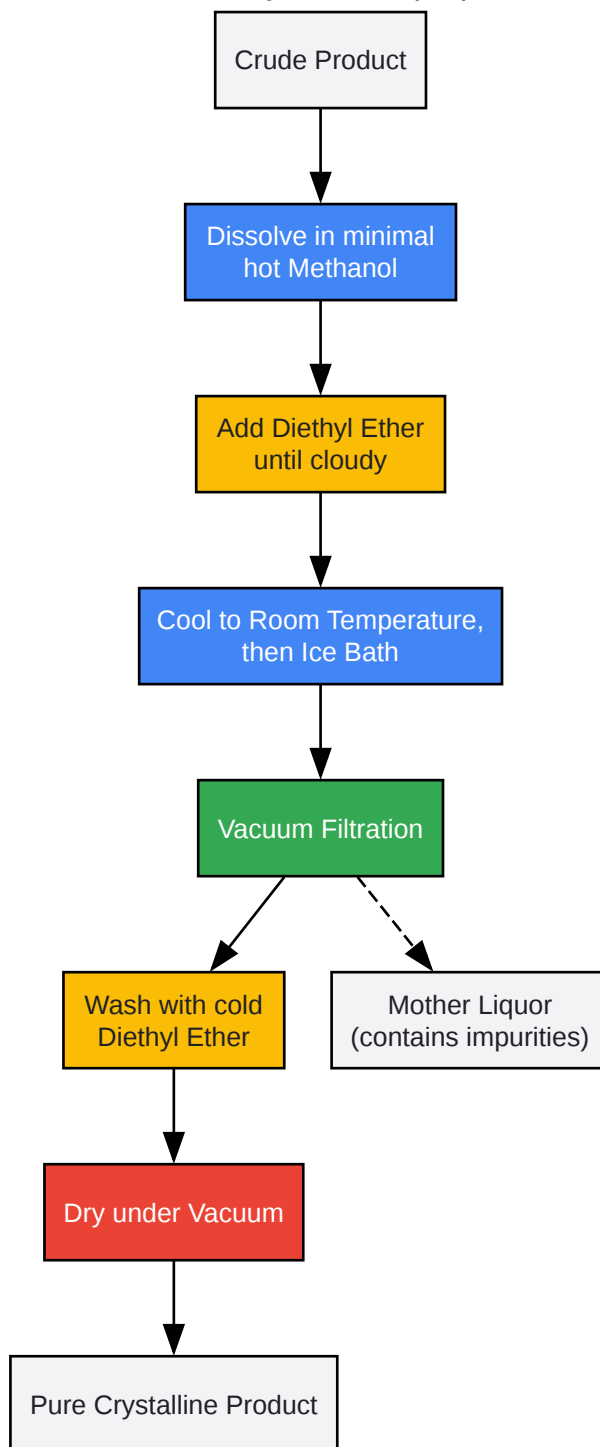 Crude Product
Dissolve in minimal
hot Methanol
Add Diethyl Ether
until cloudy
Cool to Room Temperature,
then Ice Bath
Vacuum Filtration
Wash with cold
Diethyl Ether
Mother Liquor
(contains impurities)
Dry under Vacuum
Pure Crystalline Product